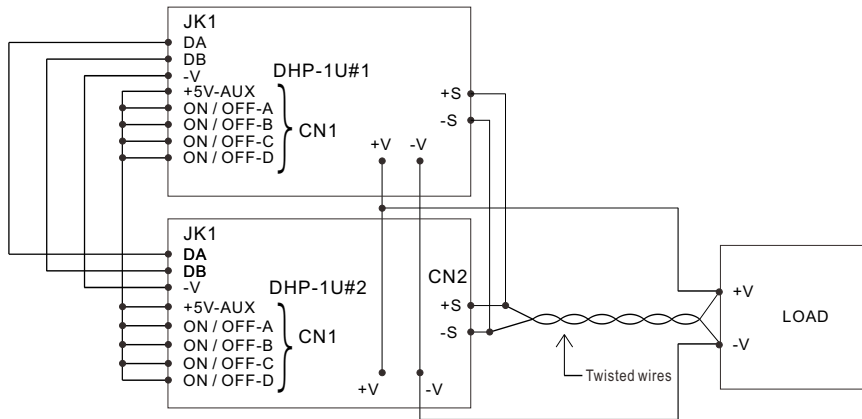 JK1
DA
DB
-V
+5V-AUX
ON / OFF-A
ON / OFF-B
ON / OFF-C
ON / OFF-D
DHP-1U#1
CN1
+V
-V
+S
-S
JK1
DA
DB
-V
+5V-AUX
ON / OFF-A
ON / OFF-B
ON / OFF-C
ON / OFF-D
DHP-1U#2
CN1
CN2
+S
-S
+V
-V
Twisted wires
+V
-V
LOAD